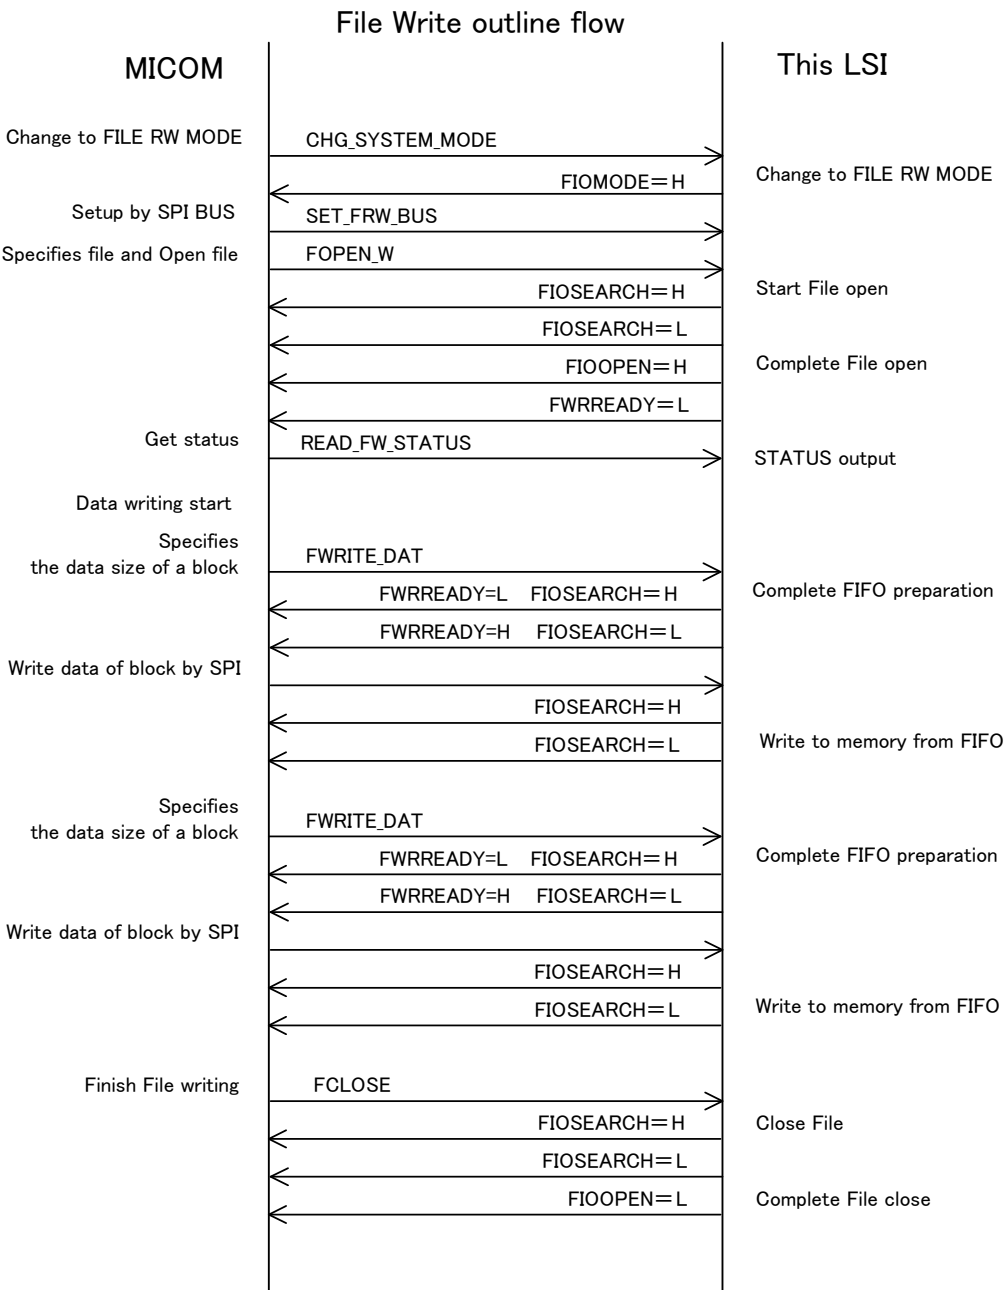 File Write outline flow
MICOM
This LSI
Change to FILE RW MODE
CHG_SYSTEM_MODE
FIOMODE=H
Change to FILE RW MODE
Setup by SPI BUS
SET_FRW_BUS
Specifies file and Open file
FOPEN_W
FIOSEARCH=H
Start File open
FIOSEARCH=L
FIOOPEN=H
Complete File open
FWRREADY=L
Get status
READ_FW_STATUS
STATUS output
Data writing start
Specifies
the data size of a block
FWRITE_DAT
FWRREADY=L FIOSEARCH=H
Complete FIFO preparation
FWRREADY=H FIOSEARCH=L
Write data of block by SPI
FIOSEARCH=H
FIOSEARCH=L
Write to memory from FIFO
Specifies
the data size of a block
FWRITE_DAT
FWRREADY=L FIOSEARCH=H
Complete FIFO preparation
FWRREADY=H FIOSEARCH=L
Write data of block by SPI
FIOSEARCH=H
FIOSEARCH=L
Write to memory from FIFO
Finish File writing
FCLOSE
FIOSEARCH=H
Close File
FIOSEARCH=L
FIOOPEN=L
Complete File close